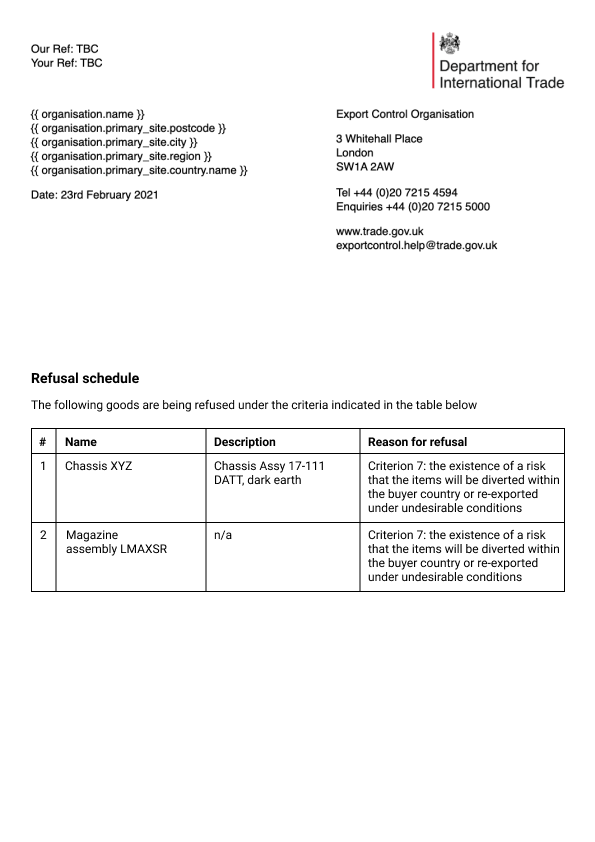 Our Ref: TBC
Your Ref: TBC
Department for
International Trade
{{ organisation.name }}
{{ organisation.primary_site.postcode }}
{{ organisation.primary_site.city }}
{{ organisation.primary_site.region }}
{{ organisation.primary_site.country.name }}
Date: 23rd February 2021
Export Control Organisation
3 Whitehall Place
London
SW1A 2AW
Tel +44 (0)20 7215 4594
Enquiries +44 (0)20 7215 5000
www.trade.gov.uk
exportcontrol.help@trade.gov.uk
Refusal schedule
The following goods are being refused under the criteria indicated in the table below
# Name Description Reason for refusal
1 Chassis XYZ Chassis Assy 17-111 Criterion 7: the existence of a risk
DATT, dark earth that the items will be diverted within
the buyer country or re-exported
under undesirable conditions
2 Magazine n/a Criterion 7: the existence of a risk
assembly LMAXSR that the items will be diverted within
the buyer country or re-exported
under undesirable conditions